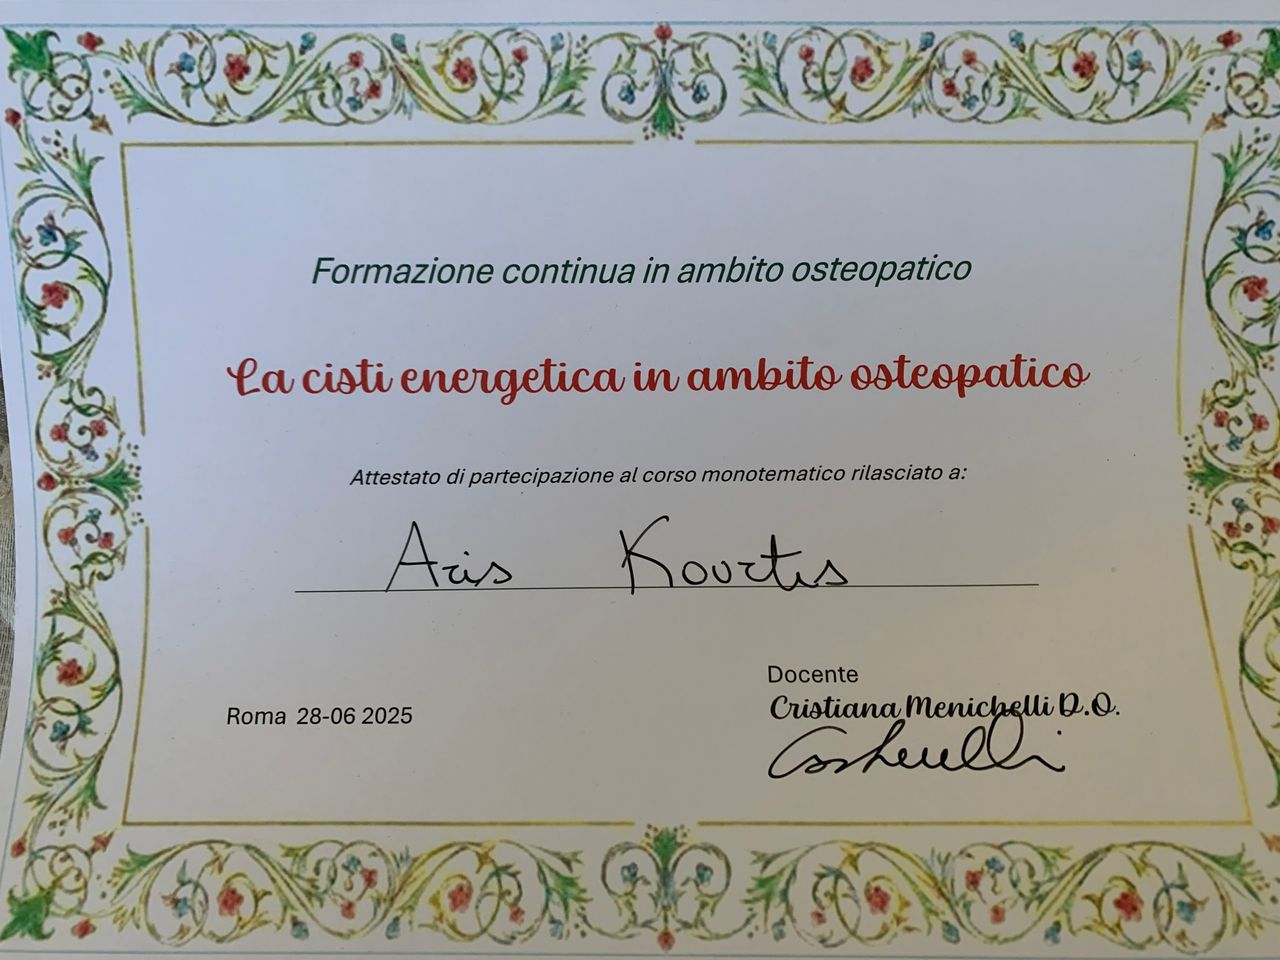 Formazione continua in ambito osteopatico
La cisti energetica in ambito osteopatico
Attestato di partecipazione al corso monotematico rilasciato a:
Aris Kourtis
Docente
Cristiana Menichelli D.O.
Roma 28-06 2025